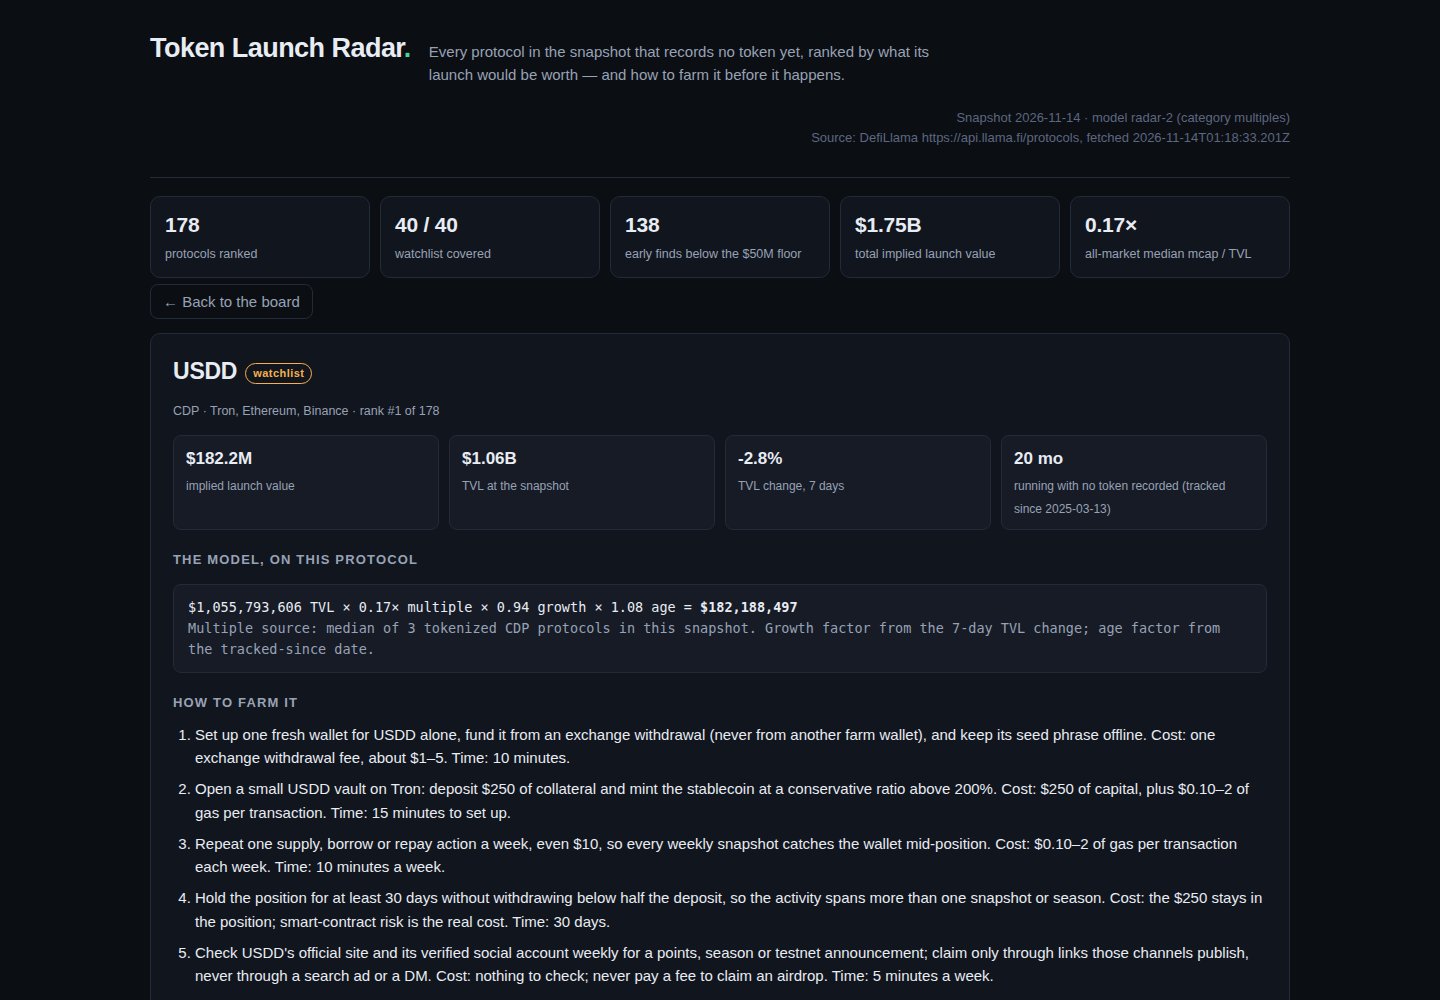 Token Launch Radar.
Every protocol in the snapshot that records no token yet, ranked by what its
launch would be worth — and how to farm it before it happens.
Snapshot 2026-11-14 · model radar-2 (category multiples)
Source: DefiLlama https://api.llama.fi/protocols, fetched 2026-11-14T01:18:33.201Z
178
protocols ranked
40 / 40
watchlist covered
138
early finds below the $50M floor
$1.75B
total implied launch value
0.17×
all-market median mcap / TVL
← Back to the board
USDD watchlist
CDP · Tron, Ethereum, Binance · rank #1 of 178
$182.2M
implied launch value
$1.06B
TVL at the snapshot
-2.8%
TVL change, 7 days
20 mo
running with no token recorded (tracked
since 2025-03-13)
THE MODEL, ON THIS PROTOCOL
$1,055,793,606 TVL × 0.17× multiple × 0.94 growth × 1.08 age = $182,188,497
Multiple source: median of 3 tokenized CDP protocols in this snapshot. Growth factor from the 7-day TVL change; age factor from
the tracked-since date.
HOW TO FARM IT
1. Set up one fresh wallet for USDD alone, fund it from an exchange withdrawal (never from another farm wallet), and keep its seed phrase offline. Cost: one
exchange withdrawal fee, about $1–5. Time: 10 minutes.
2. Open a small USDD vault on Tron: deposit $250 of collateral and mint the stablecoin at a conservative ratio above 200%. Cost: $250 of capital, plus $0.10–2 of
gas per transaction. Time: 15 minutes to set up.
3. Repeat one supply, borrow or repay action a week, even $10, so every weekly snapshot catches the wallet mid-position. Cost: $0.10–2 of gas per transaction
each week. Time: 10 minutes a week.
4. Hold the position for at least 30 days without withdrawing below half the deposit, so the activity spans more than one snapshot or season. Cost: the $250 stays in
the position; smart-contract risk is the real cost. Time: 30 days.
5. Check USDD's official site and its verified social account weekly for a points, season or testnet announcement; claim only through links those channels publish,
never through a search ad or a DM. Cost: nothing to check; never pay a fee to claim an airdrop. Time: 5 minutes a week.